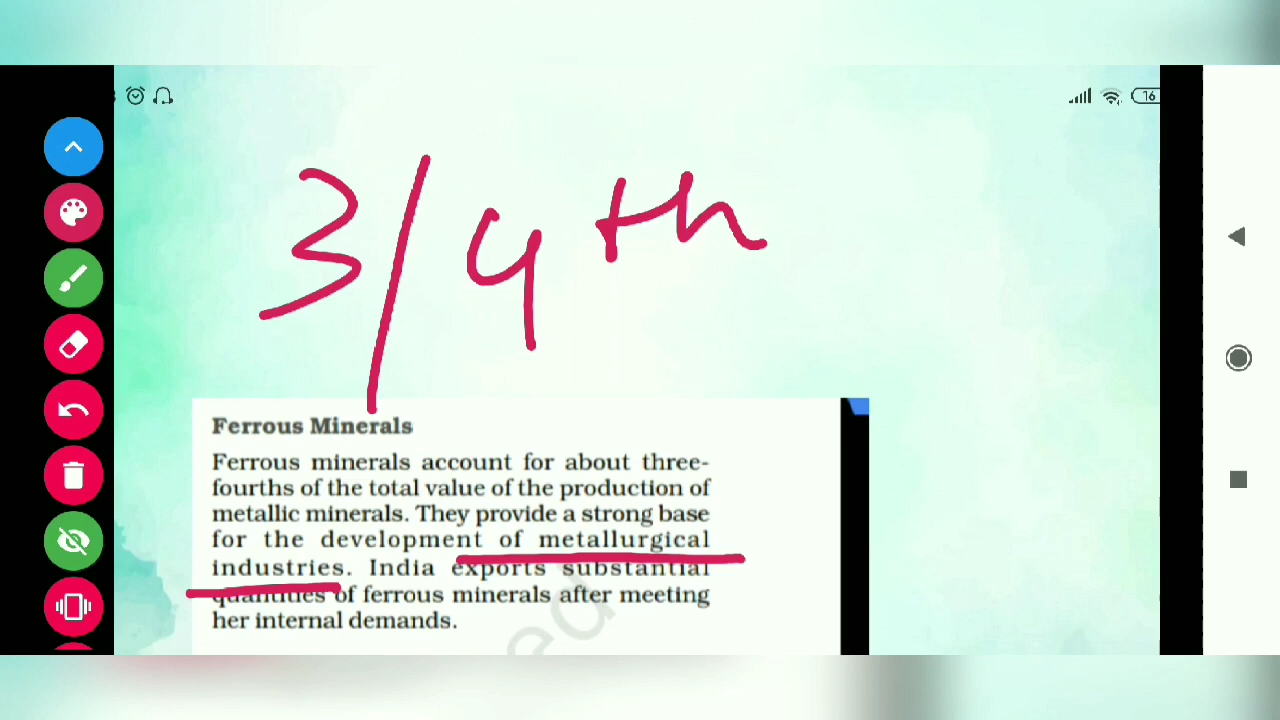 16
3/4th
Ferrous Minerals
Ferrous minerals account for about three-
fourths of the total value of the production of
metallic minerals. They provide a strong base
for the development of metallurgical
industries. India exports substantial
quantities of ferrous minerals after meeting
her internal demands.
ed